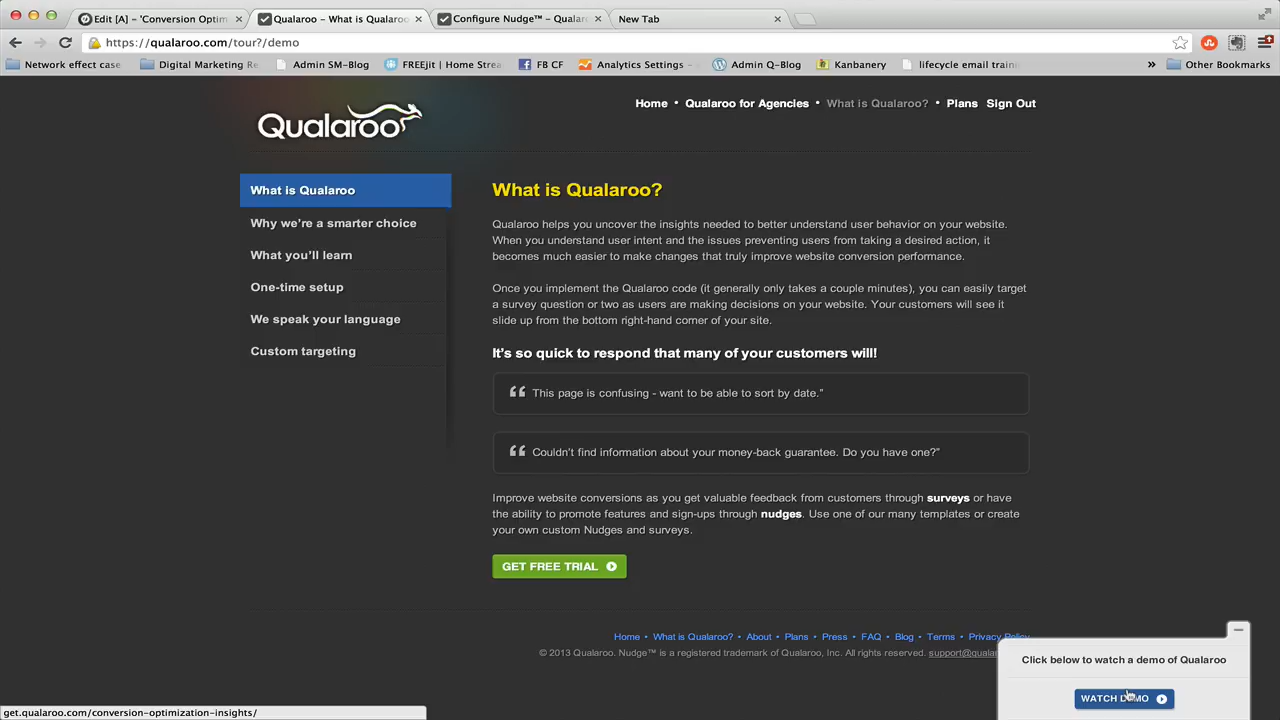 Edit [A] - 'Conversion Optim
Qualaroo – What is Qualaroo
Configure Nudge™ – Qualar
New Tab
https://qualaroo.com/tour?/demo
Network effect case
Digital Marketing Re
Admin SM-Blog
FREEjit | Home Strea
FB CF
Analytics Settings -
Admin Q-Blog
Kanbanery
lifecycle email train
»
Other Bookmarks
Qualaroo
Home • Qualaroo for Agencies • What is Qualaroo? • Plans Sign Out
What is Qualaroo
Why we're a smarter choice
What you'll learn
One-time setup
We speak your language
Custom targeting
What is Qualaroo?
Qualaroo helps you uncover the insights needed to better understand user behavior on your website.
When you understand user intent and the issues preventing users from taking a desired action, it
becomes much easier to make changes that truly improve website conversion performance.
Once you implement the Qualaroo code (it generally only takes a couple minutes), you can easily target
a survey question or two as users are making decisions on your website. Your customers will see it
slide up from the bottom right-hand corner of your site.
It's so quick to respond that many of your customers will!
“ This page is confusing - want to be able to sort by date."
“ Couldn't find information about your money-back guarantee. Do you have one?"
Improve website conversions as you get valuable feedback from customers through surveys or have
the ability to promote features and sign-ups through nudges. Use one of our many templates or create
your own custom Nudges and surveys.
GET FREE TRIAL
Home • What is Qualaroo? • About • Plans • Press • FAQ • Blog • Terms • Privacy Policy
© 2013 Qualaroo. Nudge™ is a registered trademark of Qualaroo, Inc. All rights reserved. support@qualar
Click below to watch a demo of Qualaroo
WATCH DEMO
get.qualaroo.com/conversion-optimization-insights/